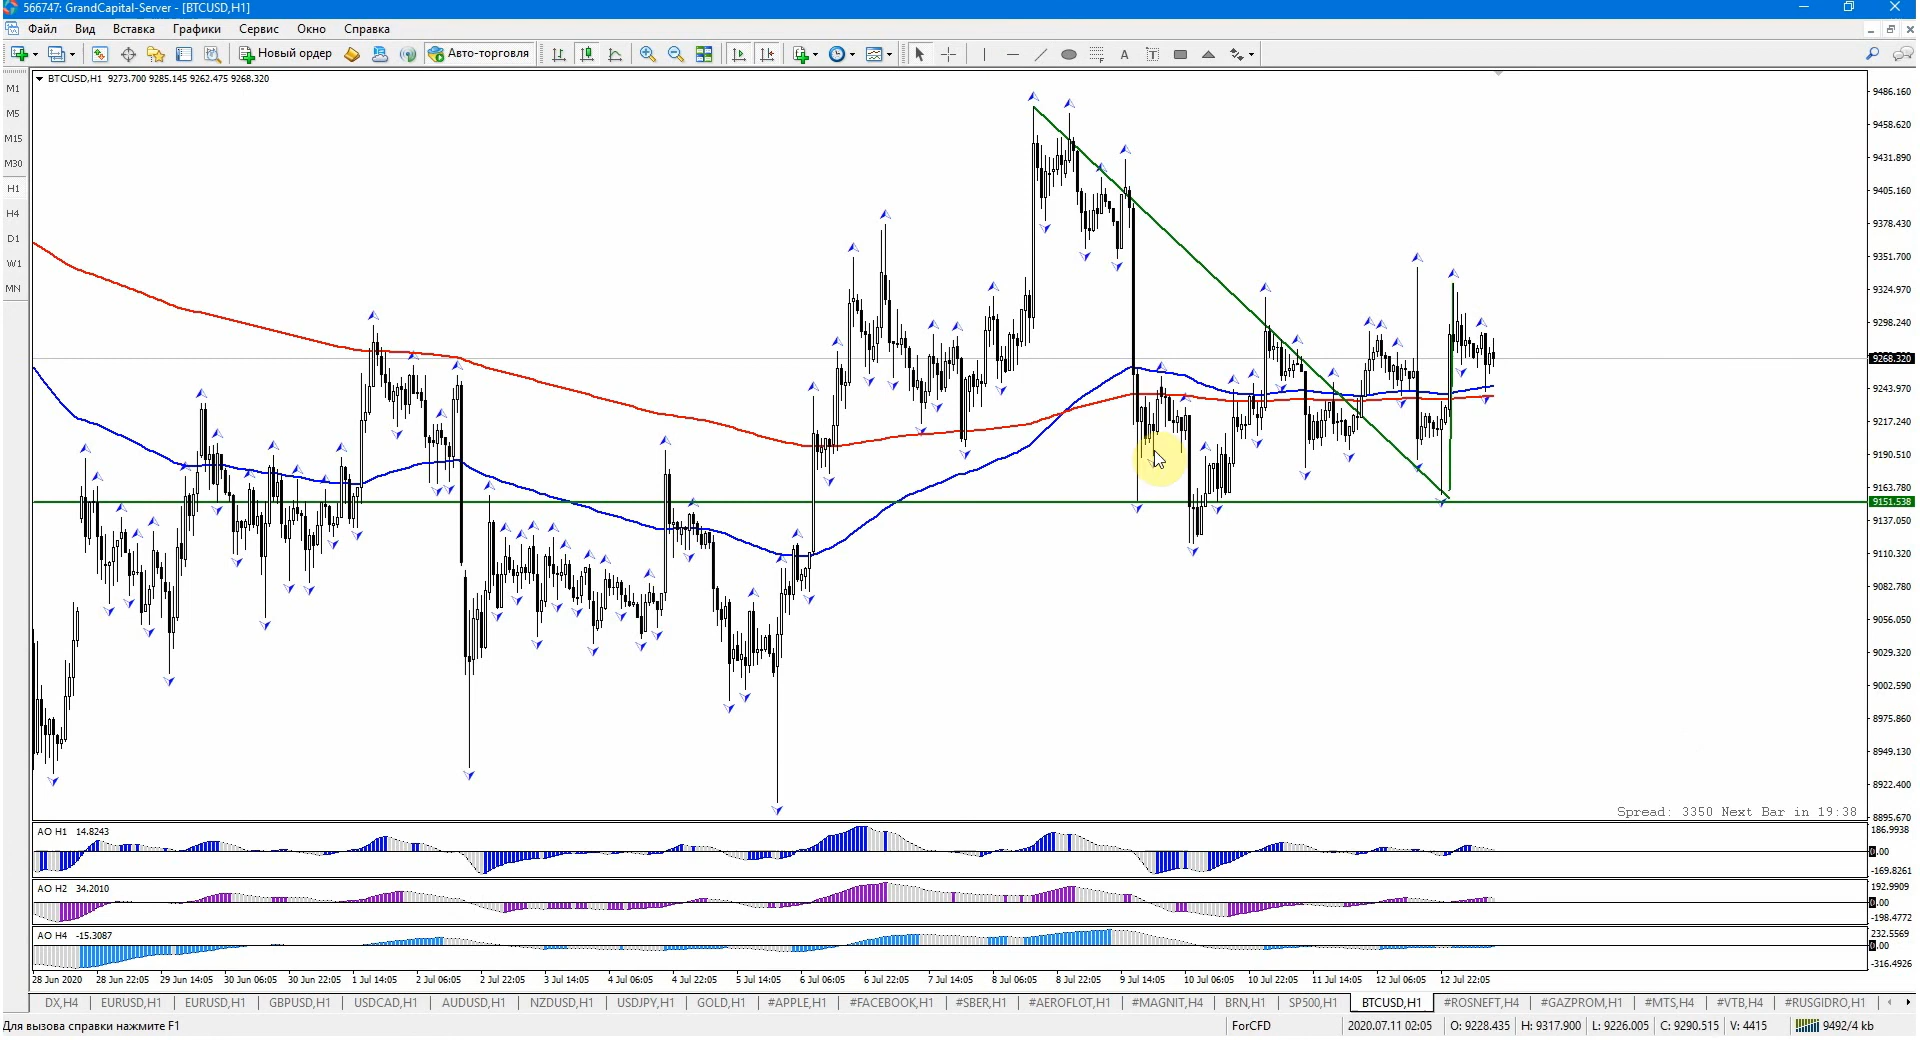 566747: GrandCapital-Server - [BTCUSD,H1]
Файл Вид Вставка Графики Сервис Окно Справка
Новый ордер Авто-торговля
BTCUSD,H1 9273.700 9285.145 9262.475 9268.320
M1
M5
M15
M30
H1
H4
D1
W1
MN
9486.160
9458.620
9431.890
9405.160
9378.430
9351.700
9324.970
9298.240
9268.320
9243.970
9217.240
9190.510
9163.780
9151.538
9137.050
9110.320
9082.780
9056.050
9029.320
9002.590
8975.860
8949.130
8922.400
8895.670
Spread: 3350 Next Bar in 19:38
AO H1 14.8243
186.9938
0.00
-169.8261
AO H2 34.2010
192.9909
0.00
-198.4772
AO H4 -15.3087
232.5569
0.00
-316.4926
28 Jun 2020 28 Jun 22:05 29 Jun 14:05 30 Jun 06:05 30 Jun 22:05 1 Jul 14:05 2 Jul 06:05 2 Jul 22:05 3 Jul 14:05 4 Jul 06:05 4 Jul 22:05 5 Jul 14:05 6 Jul 06:05 6 Jul 22:05 7 Jul 14:05 8 Jul 06:05 8 Jul 22:05 9 Jul 14:05 10 Jul 06:05 10 Jul 22:05 11 Jul 14:05 12 Jul 06:05 12 Jul 22:05
DX,H4 EURUSD,H1 EURUSD,H1 GBPUSD,H1 USDCAD,H1 AUDUSD,H1 NZDUSD,H1 USDJPY,H1 GOLD,H1 #APPLE,H1 #FACEBOOK,H1 #SBER,H1 #AEROFLOT,H1 #MAGNIT,H4 BRN,H1 SP500,H1 BTCUSD,H1 #ROSNEFT,H4 #GAZPROM,H1 #MTS,H4 #VTB,H4 #RUSGIDRO,H1
Для вызова справки нажмите F1 ForCFD 2020.07.11 02:05 O: 9228.435 H: 9317.900 L: 9226.005 C: 9290.515 V: 4415 9492/4 kb